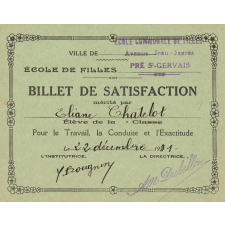 ÉCOLE COMMUNALE DE FILLES
VILLE DE
Avenue Jean-Jaurès
ÉCOLE DE FILLES
PRÉ St-GERVAIS
BILLET DE SATISFACTION
mérité par
Eliane Chatelot
Élève de la Classe
Pour le Travail, la Conduite et l'Exactitude
Le 22 décembre 1931
L'INSTITUTRICE, LA DIRECTRICE,